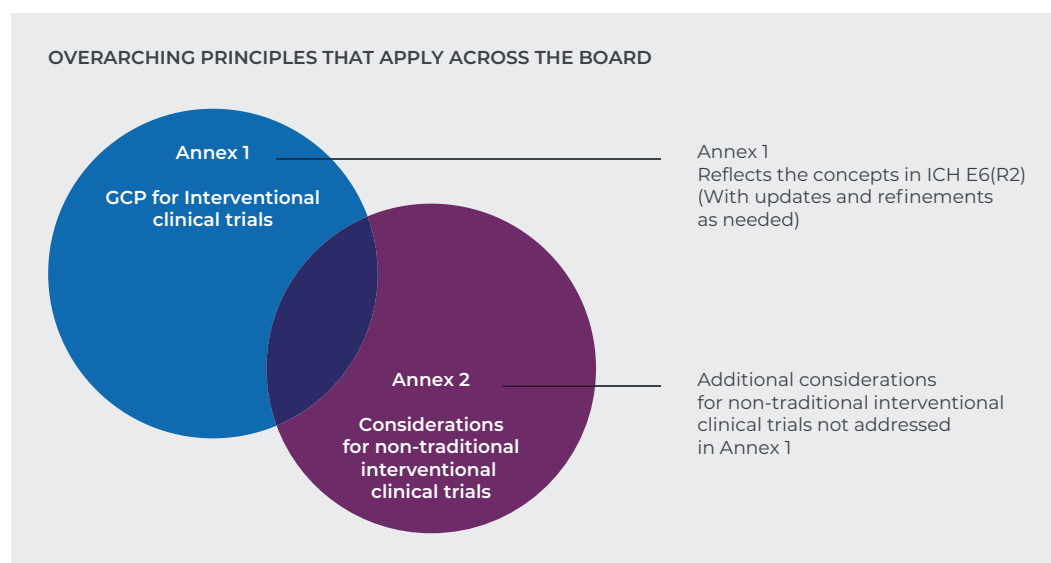 OVERARCHING PRINCIPLES THAT APPLY ACROSS THE BOARD
Annex 1
GCP for Interventional
clinical trials
Annex 1
Reflects the concepts in ICH E6(R2)
(With updates and refinements
as needed)
Annex 2
Considerations
for non-traditional
interventional
clinical trials
Additional considerations
for non-traditional interventional
clinical trials not addressed
in Annex 1